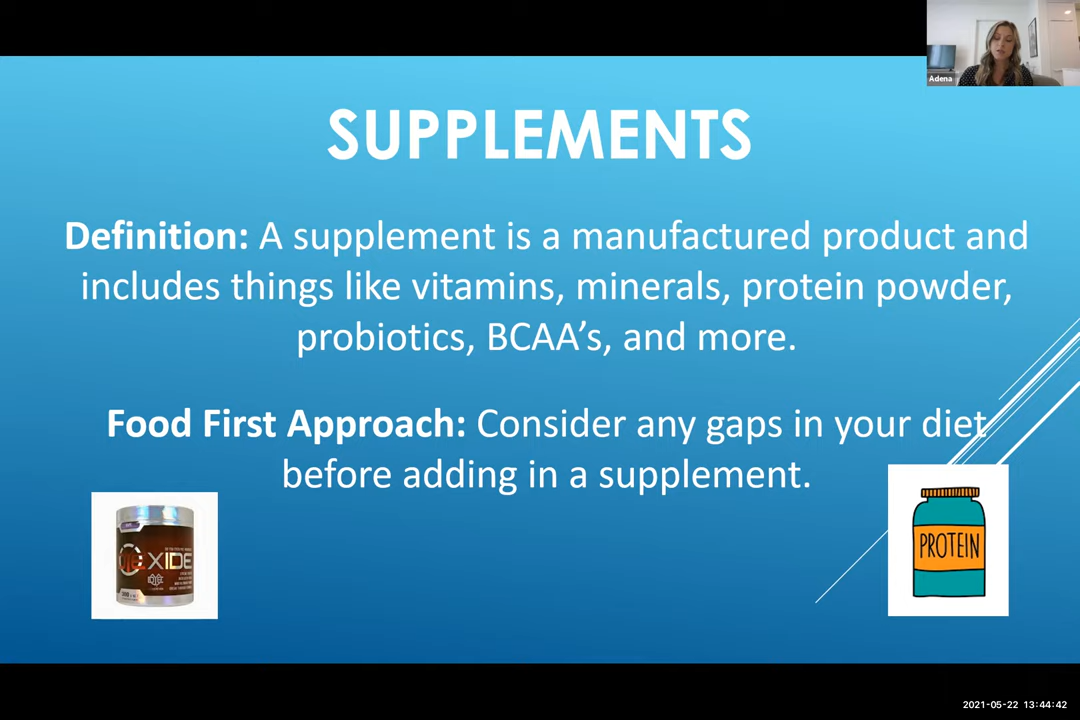 Adena
SUPPLEMENTS
Definition: A supplement is a manufactured product and
includes things like vitamins, minerals, protein powder,
probiotics, BCAA’s, and more.
Food First Approach: Consider any gaps in your diet
before adding in a supplement.
XIDE
PROTEIN
2021-05-22 13:44:42